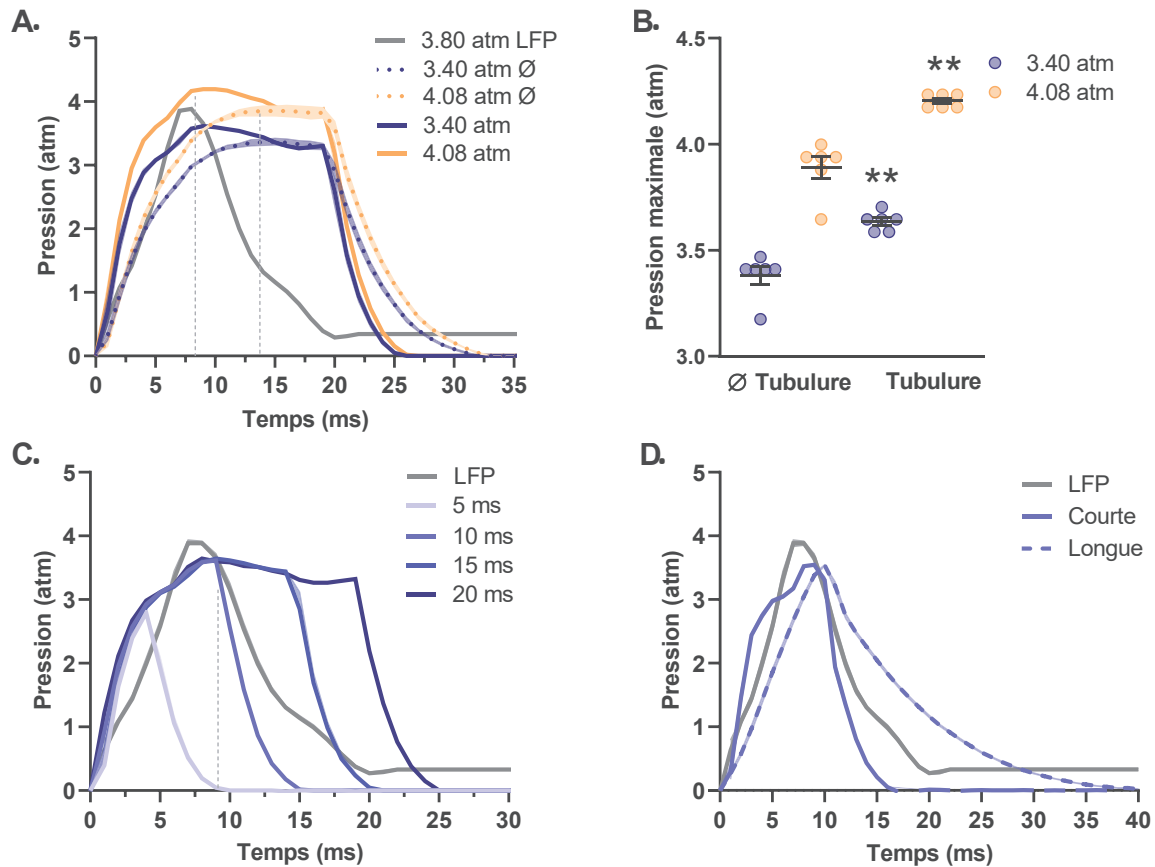 A.
Pression (atm)
5
4
3
2
1
0
0 5 10 15 20 25 30 35
Temps (ms)
3.80 atm LFP
3.40 atm Ø
4.08 atm Ø
3.40 atm
4.08 atm
B.
Pression maximale (atm)
4.5
4.0
3.5
3.0
**
**
3.40 atm
4.08 atm
Ø Tubulure Tubulure
C.
Pression (atm)
5
4
3
2
1
0
0 5 10 15 20 25 30
Temps (ms)
LFP
5 ms
10 ms
15 ms
20 ms
D.
Pression (atm)
5
4
3
2
1
0
0 5 10 15 20 25 30 35 40
Temps (ms)
LFP
Courte
Longue